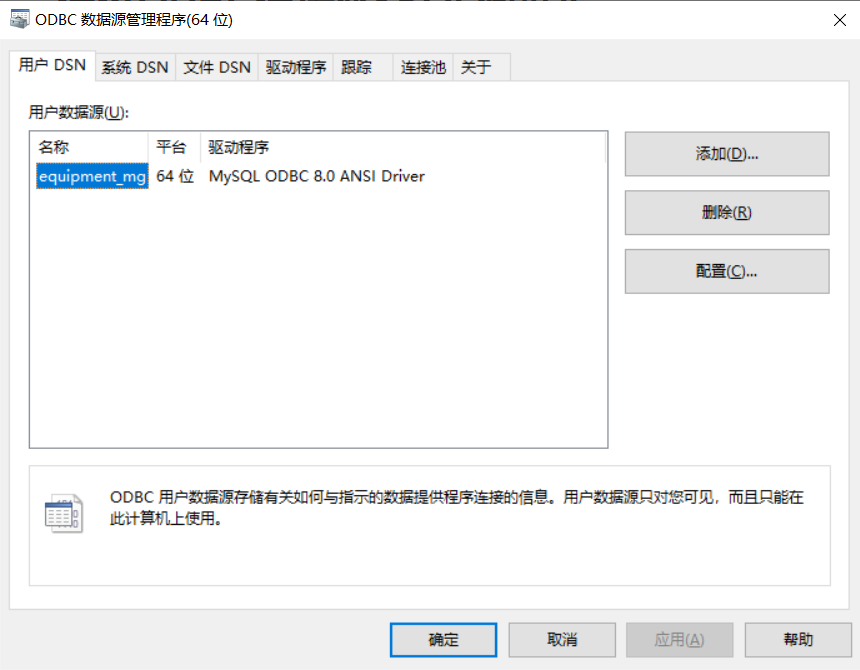 ODBC 数据源管理程序(64 位)
用户 DSN 系统 DSN 文件 DSN 驱动程序 跟踪 连接池 关于
用户数据源(U):
名称 平台 驱动程序
equipment_mg 64 位 MySQL ODBC 8.0 ANSI Driver
添加(D)...
删除(R)
配置(C)...
ODBC 用户数据源存储有关如何与指示的数据提供程序连接的信息。用户数据源只对您可见，而且只能在
此计算机上使用。
确定 取消 应用(A) 帮助